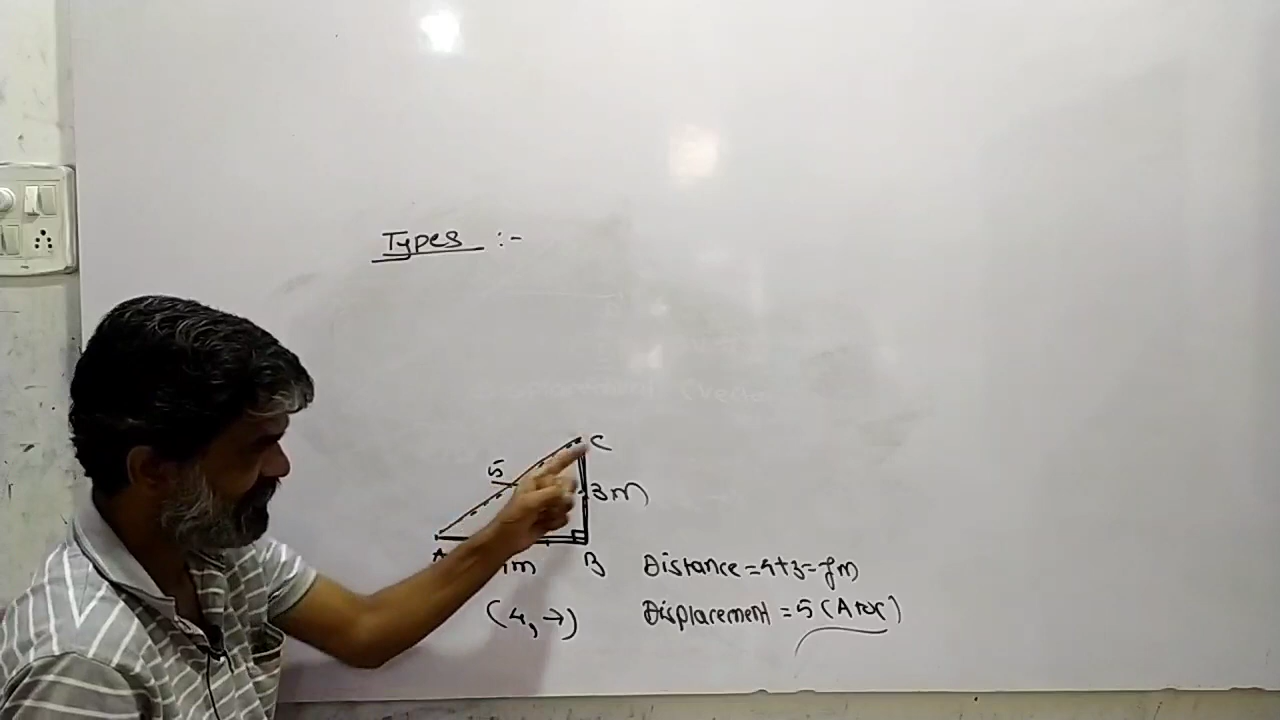 Types :-
C
5
3m
A
4m B
Distance = 4+3 = 7m
(4, →) Displacement = 5 (A to C)